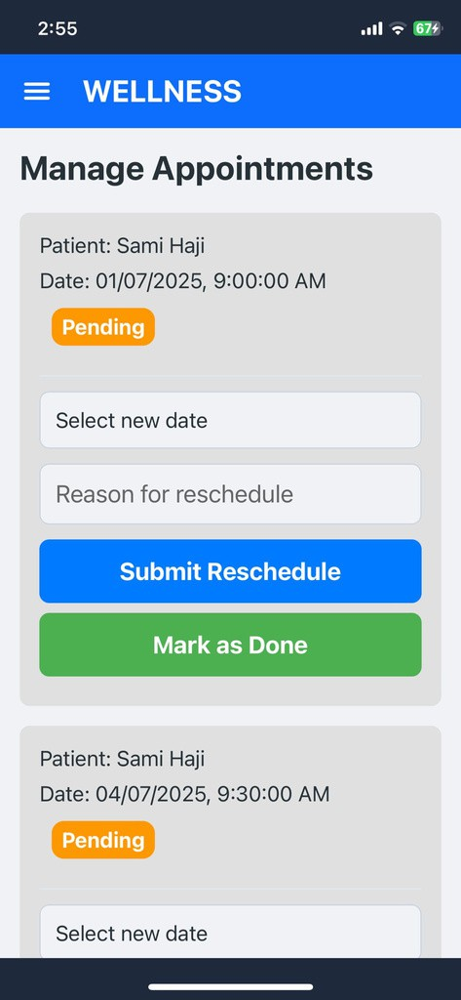 2:55
67
WELLNESS
Manage Appointments
Patient: Sami Haji
Date: 01/07/2025, 9:00:00 AM
Pending
Select new date
Reason for reschedule
Submit Reschedule
Mark as Done
Patient: Sami Haji
Date: 04/07/2025, 9:30:00 AM
Pending
Select new date